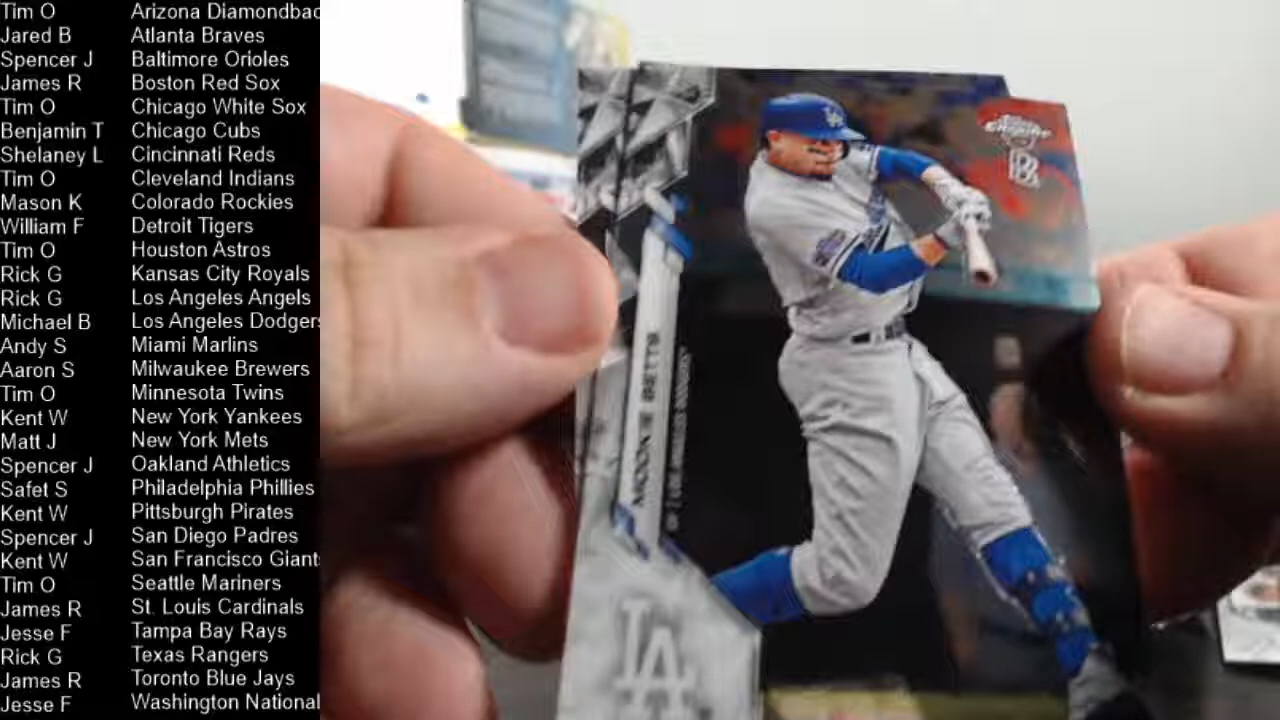 Tim O Arizona Diamondbac
Jared B Atlanta Braves
Spencer J Baltimore Orioles
James R Boston Red Sox
Tim O Chicago White Sox
Benjamin T Chicago Cubs
Shelaney L Cincinnati Reds
Tim O Cleveland Indians
Mason K Colorado Rockies
William F Detroit Tigers
Tim O Houston Astros
Rick G Kansas City Royals
Rick G Los Angeles Angels
Michael B Los Angeles Dodgers
Andy S Miami Marlins
Aaron S Milwaukee Brewers
Tim O Minnesota Twins
Kent W New York Yankees
Matt J New York Mets
Spencer J Oakland Athletics
Safet S Philadelphia Phillies
Kent W Pittsburgh Pirates
Spencer J San Diego Padres
Kent W San Francisco Giants
Tim O Seattle Mariners
James R St. Louis Cardinals
Jesse F Tampa Bay Rays
Rick G Texas Rangers
James R Toronto Blue Jays
Jesse F Washington National
MOOKIE BETTS
LA
LA
B